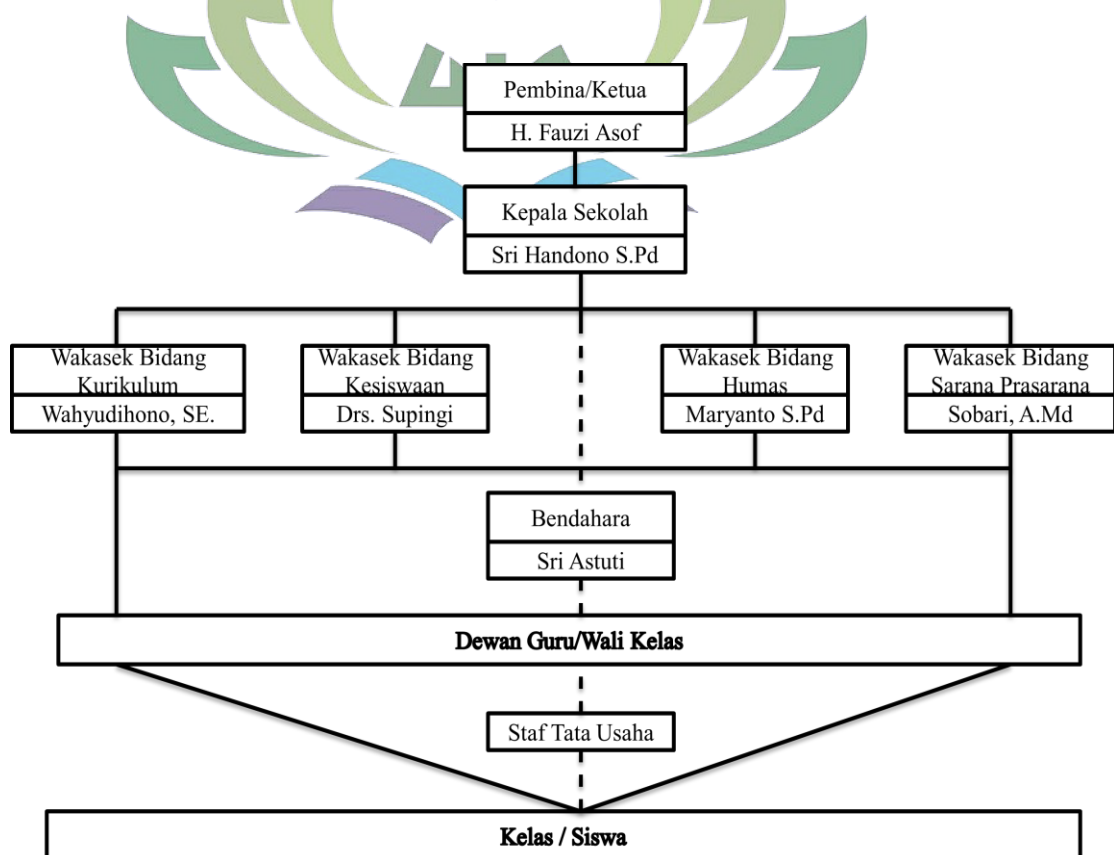 Pembina/Ketua
H. Fauzi Asof
Kepala Sekolah
Sri Handono S.Pd
Wakasek Bidang
Kurikulum
Wahyudihono, SE.
Wakasek Bidang
Kesiswaan
Drs. Supingi
Wakasek Bidang
Humas
Maryanto S.Pd
Wakasek Bidang
Sarana Prasarana
Sobari, A.Md
Bendahara
Sri Astuti
Dewan Guru/Wali Kelas
Staf Tata Usaha
Kelas / Siswa